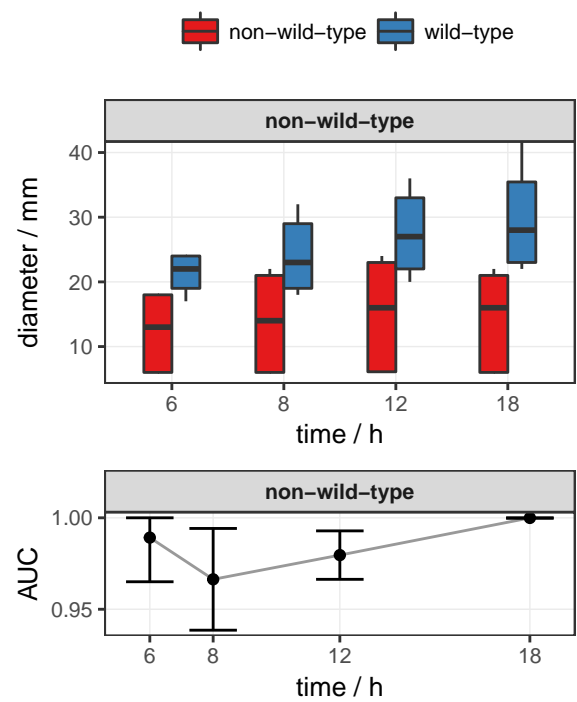 non−wild−type wild−type
non−wild−type
diameter / mm
40
30
20
10
6 8 12 18
time / h
non−wild−type
AUC
1.00
0.95
6 8 12 18
time / h